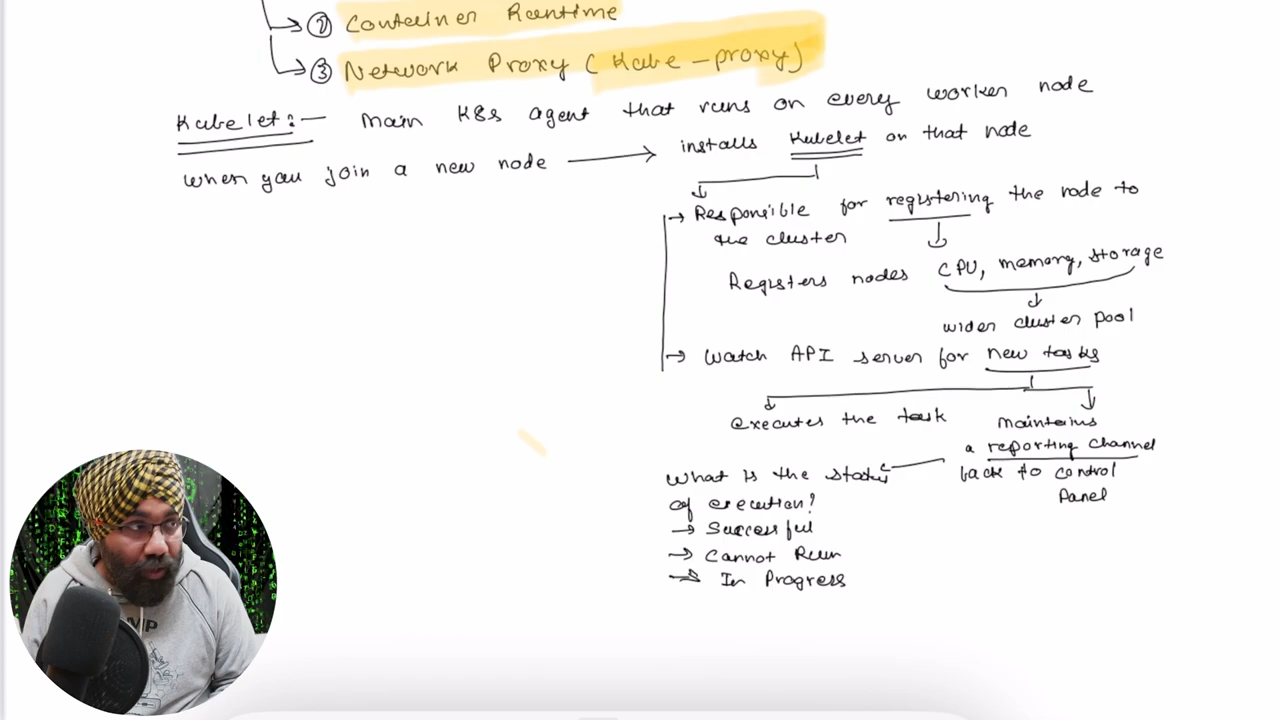 ② Container Runtime
③ Network Proxy (Kube-proxy)
Kubelet:- main K8s agent that runs on every worker node
when you join a new node → installs Kubelet on that node
→ Responsible for registering the node to
the cluster
Registers nodes CPU, memory, storage
wider cluster pool
→ Watch API server for new tasks
executes the task
maintains
a reporting channel
back to control
Panel
What is the status
of execution?
→ Successful
→ Cannot Run
→ In Progress
MP